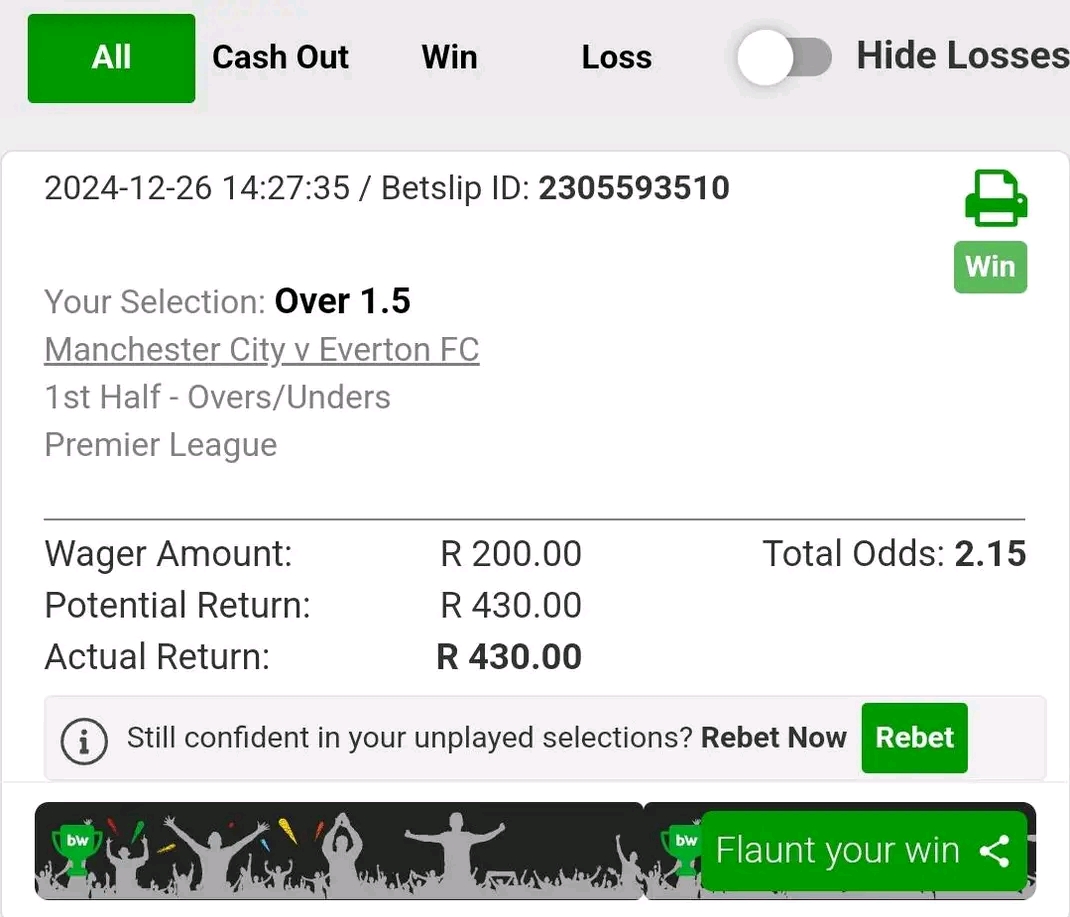 All Cash Out Win Loss Hide Losses
2024-12-26 14:27:35 / Betslip ID: 2305593510
Win
Your Selection: Over 1.5
Manchester City v Everton FC
1st Half - Overs/Unders
Premier League
Wager Amount: R 200.00 Total Odds: 2.15
Potential Return: R 430.00
Actual Return: R 430.00
Still confident in your unplayed selections? Rebet Now Rebet
bw bw Flaunt your win